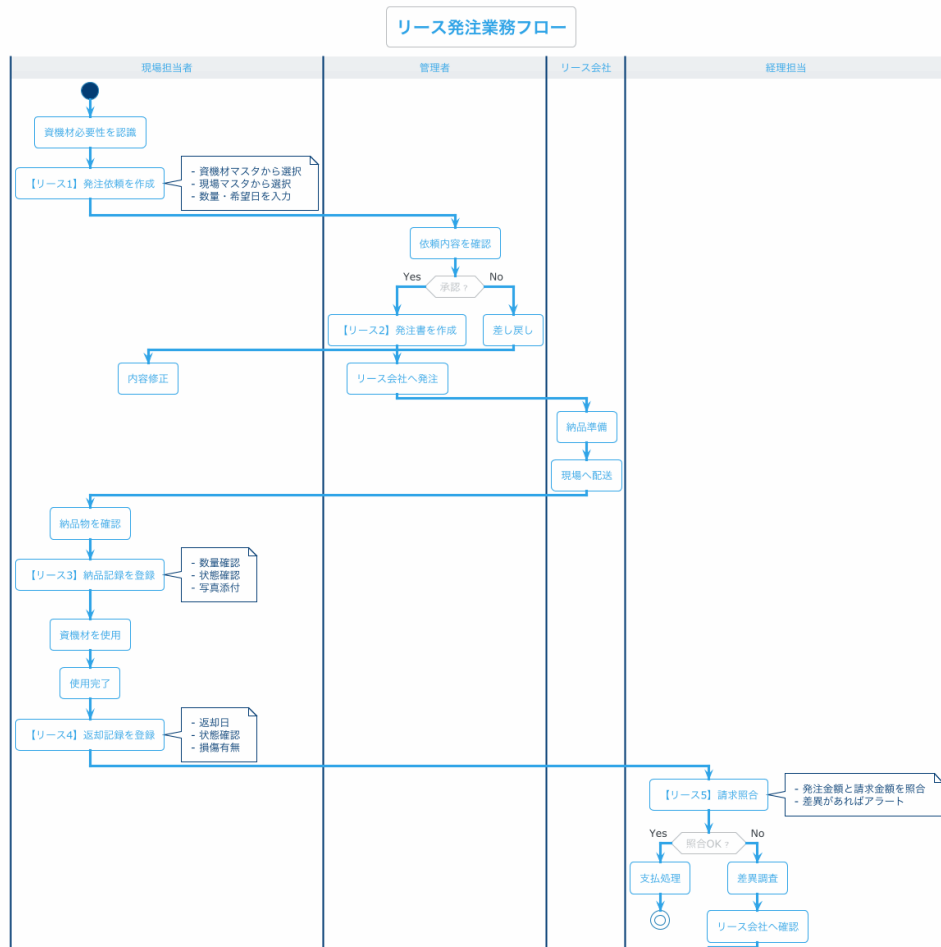 リース発注業務フロー
現場担当者
管理者
リース会社
経理担当
資機材必要性を認識
【リース1】発注依頼を作成
- 資機材マスタから選択
- 現場マスタから選択
- 数量・希望日を入力
依頼内容を確認
Yes
承認？
No
【リース2】発注書を作成
差し戻し
内容修正
リース会社へ発注
納品準備
現場へ配送
納品物を確認
【リース3】納品記録を登録
- 数量確認
- 状態確認
- 写真添付
資機材を使用
使用完了
【リース4】返却記録を登録
- 返却日
- 状態確認
- 損傷有無
【リース5】請求照合
- 発注金額と請求金額を照合
- 差異があればアラート
Yes
照合OK？
No
支払処理
差異調査
リース会社へ確認